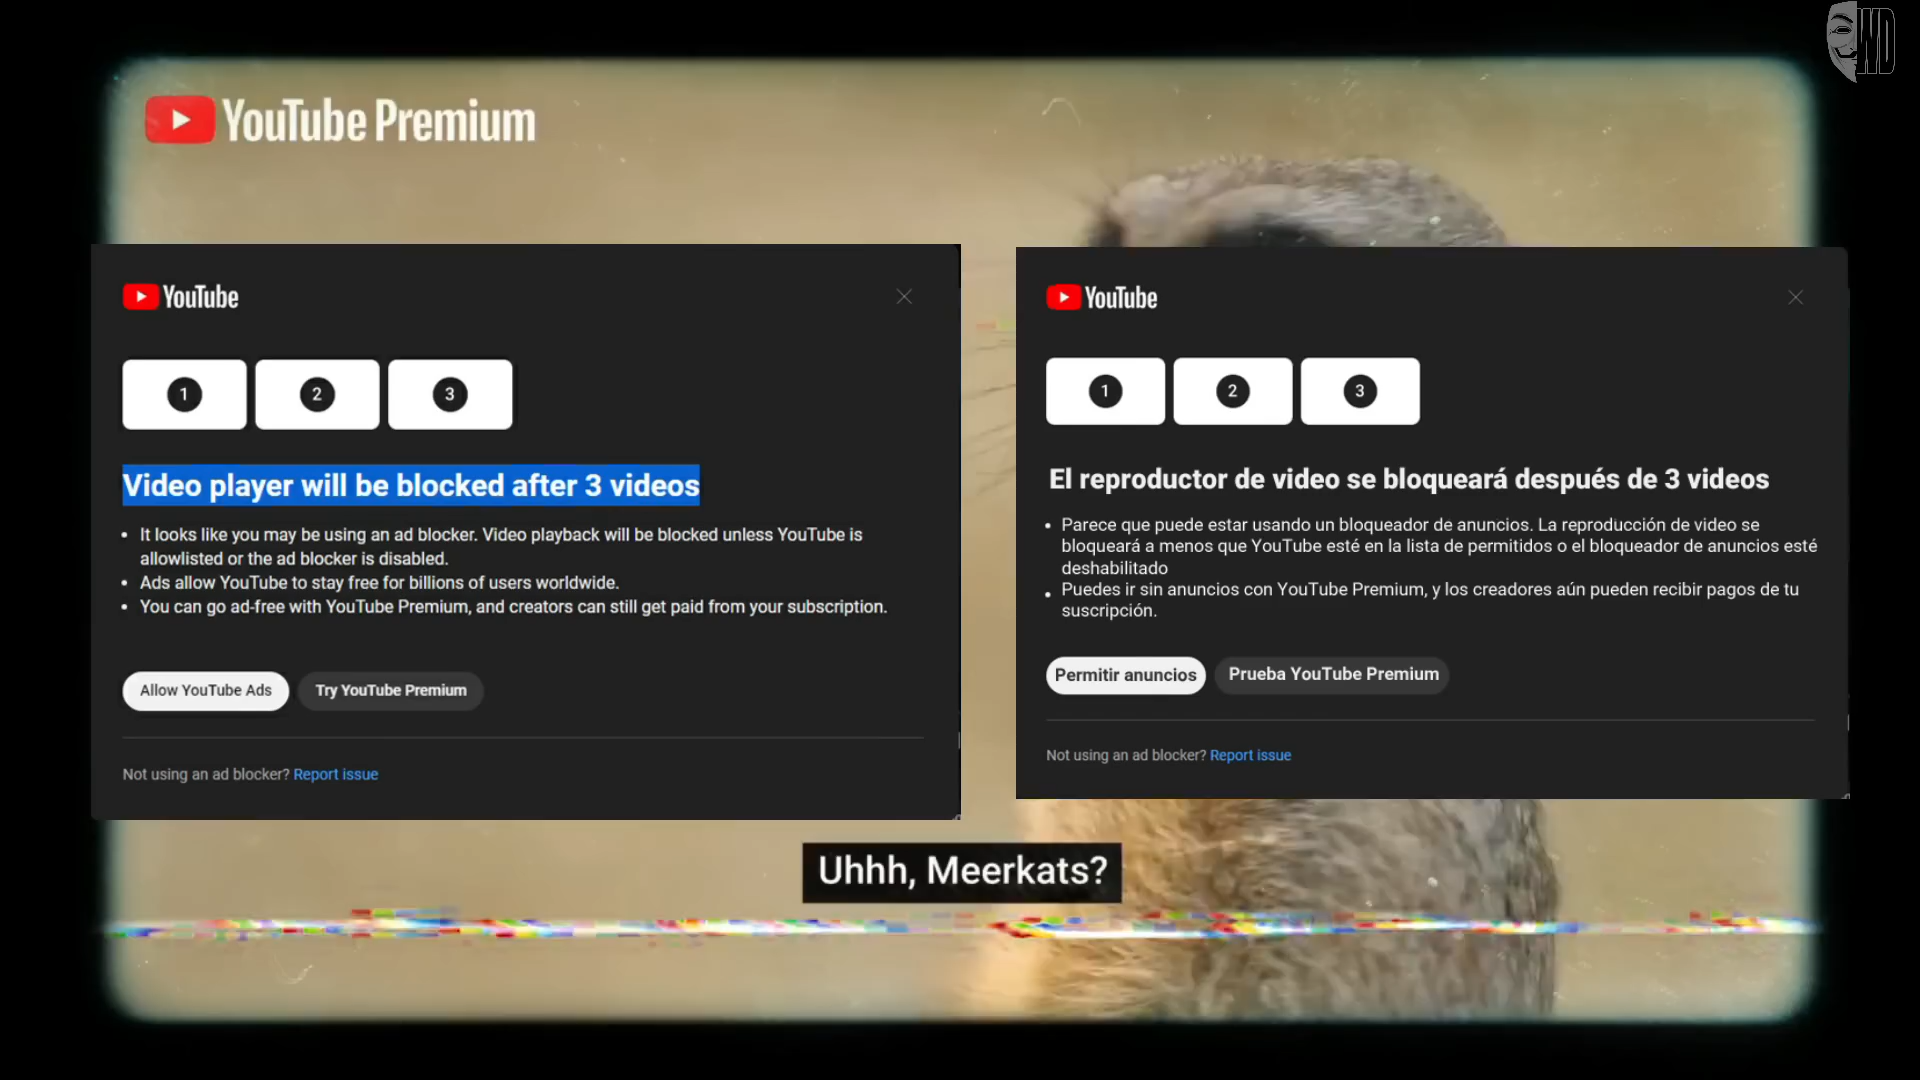 WD
YouTube Premium
YouTube
1 2 3
Video player will be blocked after 3 videos
• It looks like you may be using an ad blocker. Video playback will be blocked unless YouTube is
allowlisted or the ad blocker is disabled.
• Ads allow YouTube to stay free for billions of users worldwide.
• You can go ad-free with YouTube Premium, and creators can still get paid from your subscription.
Allow YouTube Ads Try YouTube Premium
Not using an ad blocker? Report issue
YouTube
1 2 3
El reproductor de video se bloqueará después de 3 videos
• Parece que puede estar usando un bloqueador de anuncios. La reproducción de video se
bloqueará a menos que YouTube esté en la lista de permitidos o el bloqueador de anuncios esté
deshabilitado
• Puedes ir sin anuncios con YouTube Premium, y los creadores aún pueden recibir pagos de tu
suscripción.
Permitir anuncios Prueba YouTube Premium
Not using an ad blocker? Report issue
Uhhh, Meerkats?